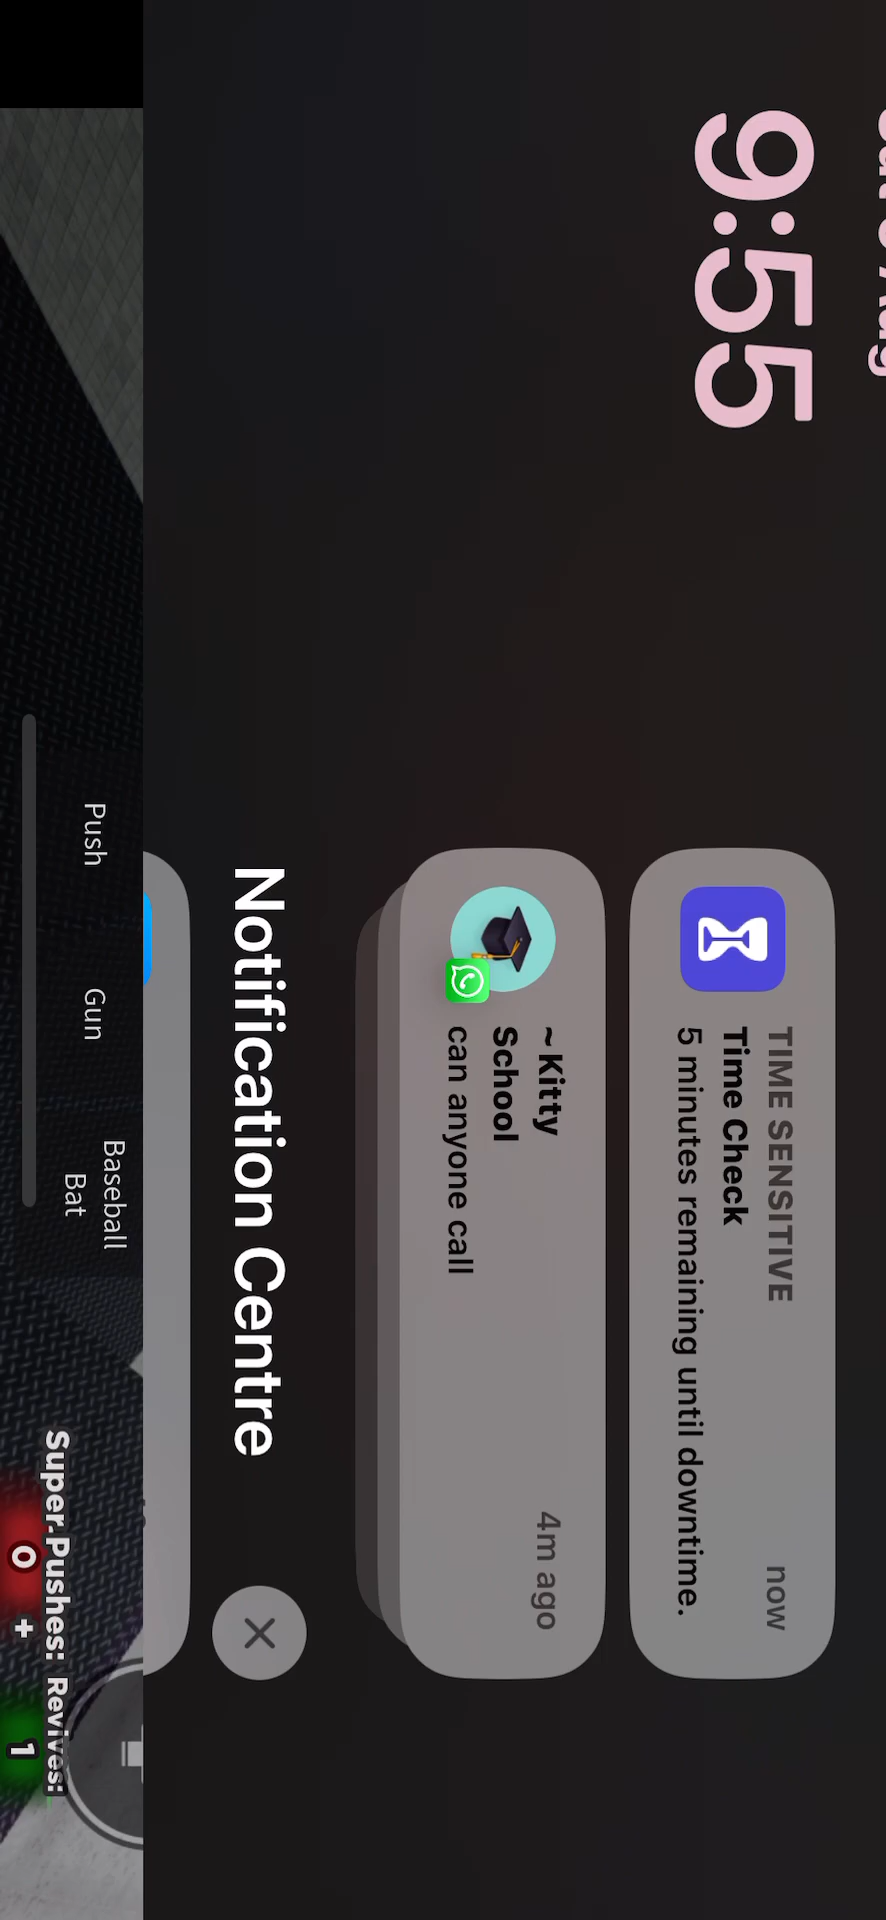 9:55
TIME SENSITIVE
now
Time Check
5 minutes remaining until downtime.
~ Kitty
4m ago
School
can anyone call
Notification Centre
Push
Gun
Baseball
Bat
Super Pushes:
Revives:
0
+
1